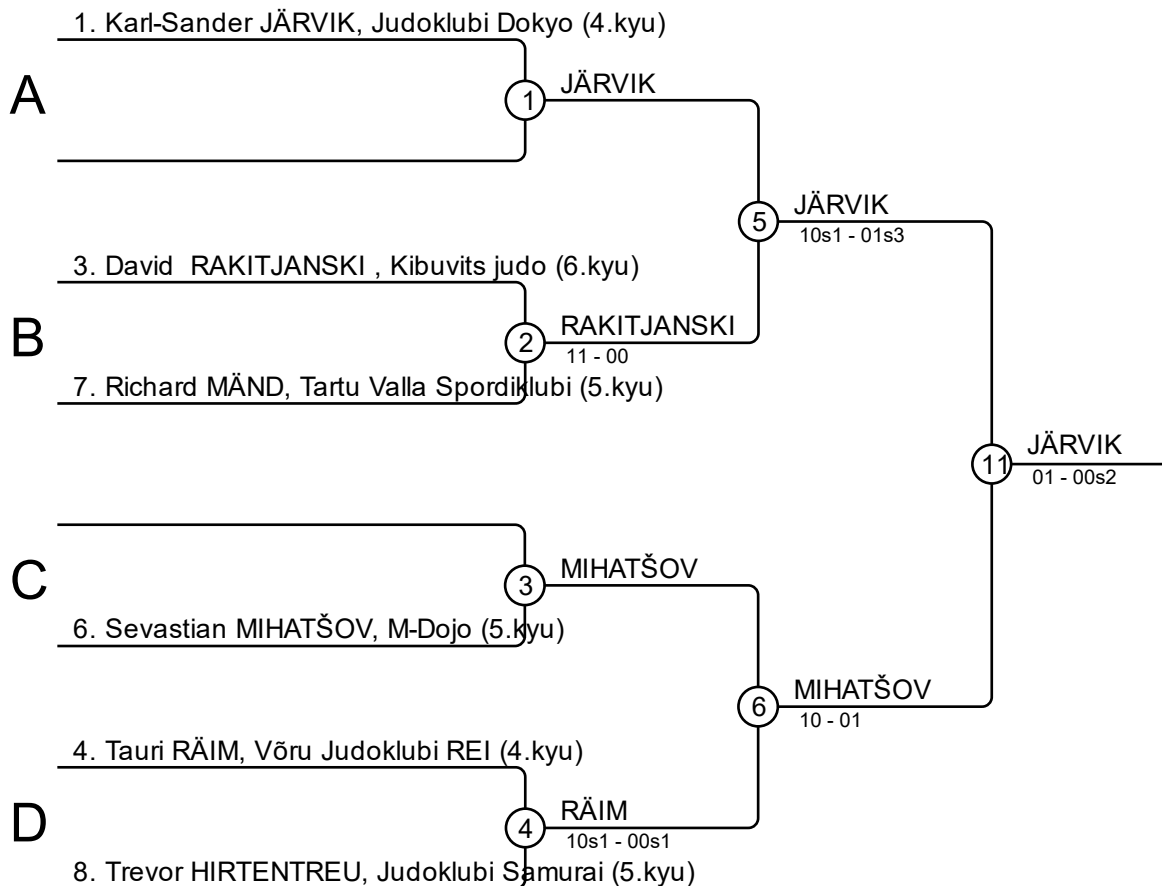 1. Karl-Sander JÄRVIK, Judoklubi Dokyo (4.kyu)
A
1
JÄRVIK
5
JÄRVIK
10s1 - 01s3
3. David  RAKITJANSKI , Kibuvits judo (6.kyu)
B
2
RAKITJANSKI
11 - 00
7. Richard MÄND, Tartu Valla Spordiklubi (5.kyu)
11
JÄRVIK
01 - 00s2
C
3
MIHATŠOV
6. Sevastian MIHATŠOV, M-Dojo (5.kyu)
6
MIHATŠOV
10 - 01
4. Tauri RÄIM, Võru Judoklubi REI (4.kyu)
D
4
RÄIM
10s1 - 00s1
8. Trevor HIRTENTREU, Judoklubi Samurai (5.kyu)